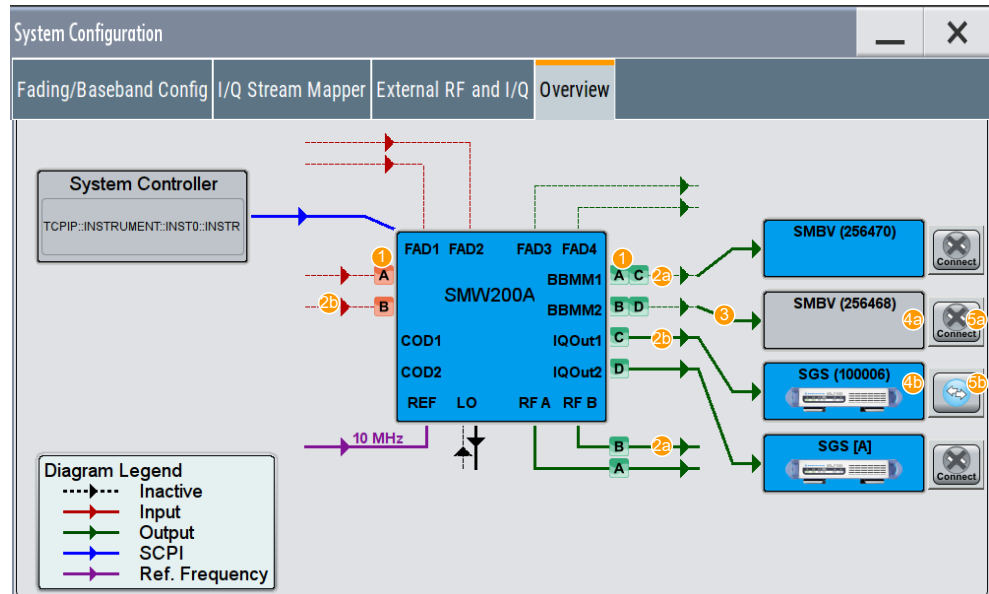 System Configuration
Fading/Baseband Config
I/Q Stream Mapper
External RF and I/Q
Overview
System Controller
TCPIP::INSTRUMENT::INST0::INSTR
FAD1
FAD2
FAD3
FAD4
1
A
2b
B
SMW200A
1
BBMM1
A
C
2a
BBMM2
B
D
3
COD1
IQOut1
C
2b
COD2
IQOut2
D
REF
LO
RF A
RF B
10 MHz
B
2a
A
SMBV (256470)
Connect
SMBV (256468)
4a
5a
Connect
SGS (100006)
4b
5b
SGS [A]
Connect
Diagram Legend
Inactive
Input
Output
SCPI
Ref. Frequency